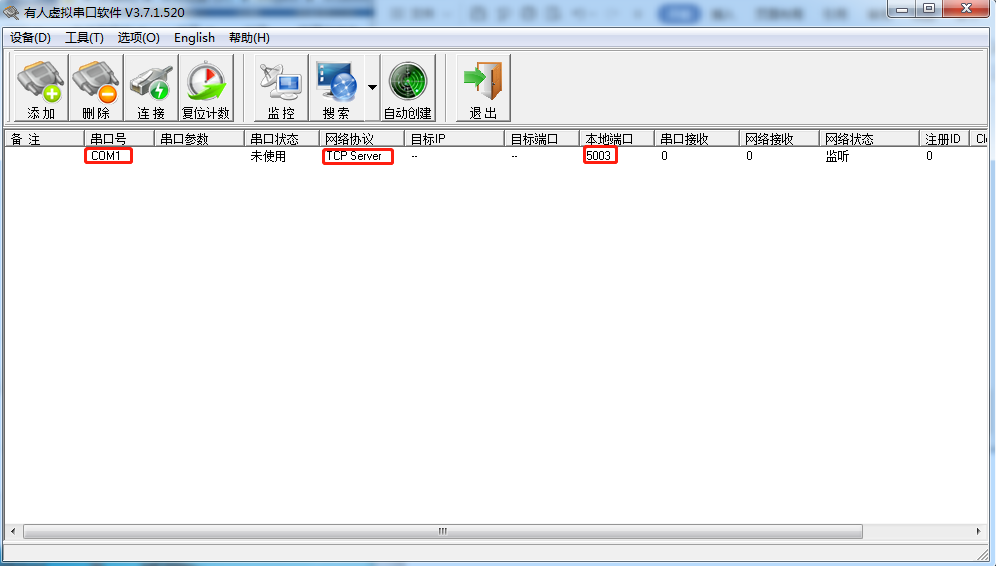 有人虚拟串口软件 V3.7.1.520
设备(D) 工具(T) 选项(O) English 帮助(H)
添 加 删 除 连 接 复位计数 监 控 搜 索 自动创建 退 出
备 注 串口号 串口参数 串口状态 网络协议 目标IP 目标端口 本地端口 串口接收 网络接收 网络状态 注册ID Cl
COM1 未使用 TCP Server -- -- 5003 0 0 监听 0